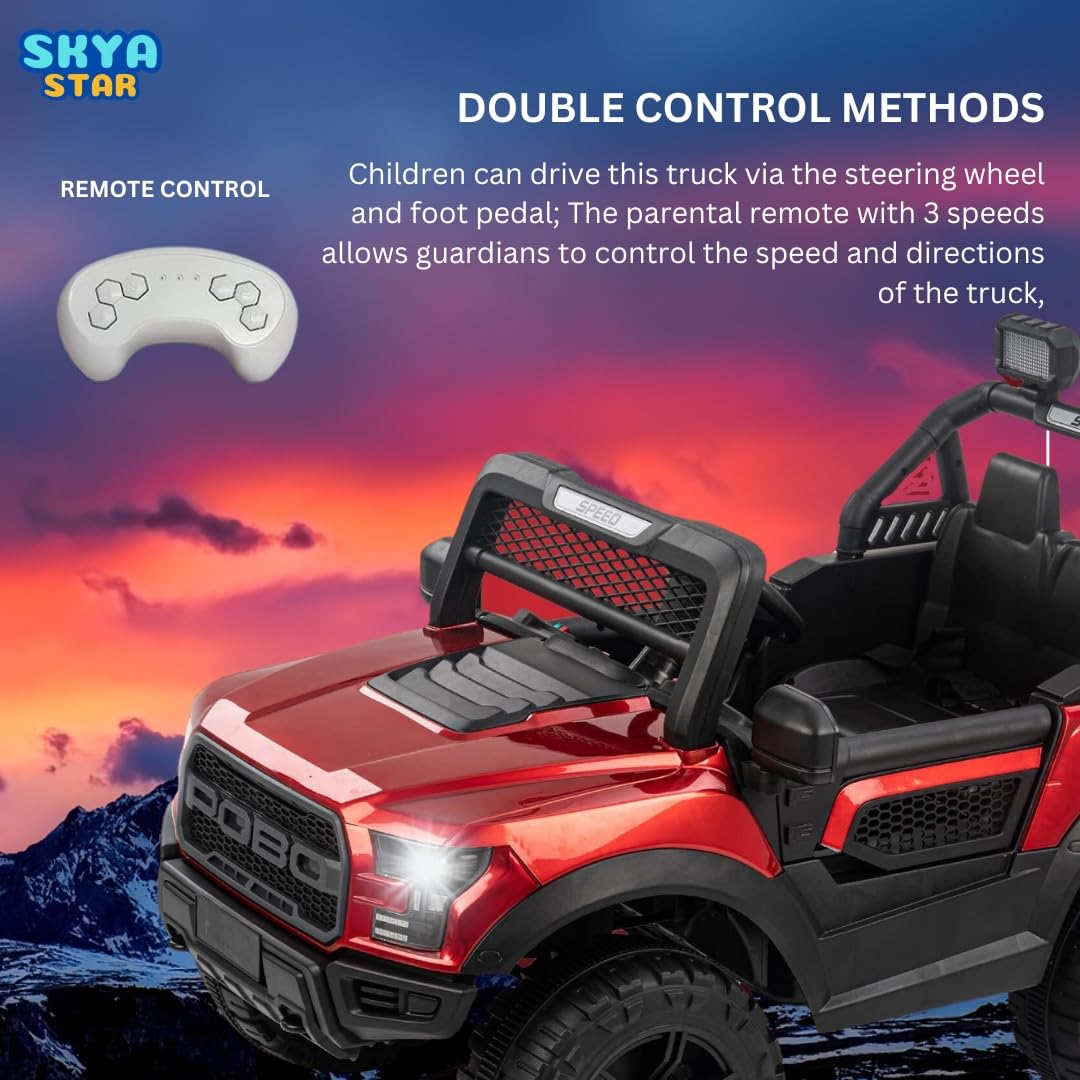 SKYA
STAR
DOUBLE CONTROL METHODS
REMOTE CONTROL
Children can drive this truck via the steering wheel
and foot pedal; The parental remote with 3 speeds
allows guardians to control the speed and directions
of the truck,
SPEED